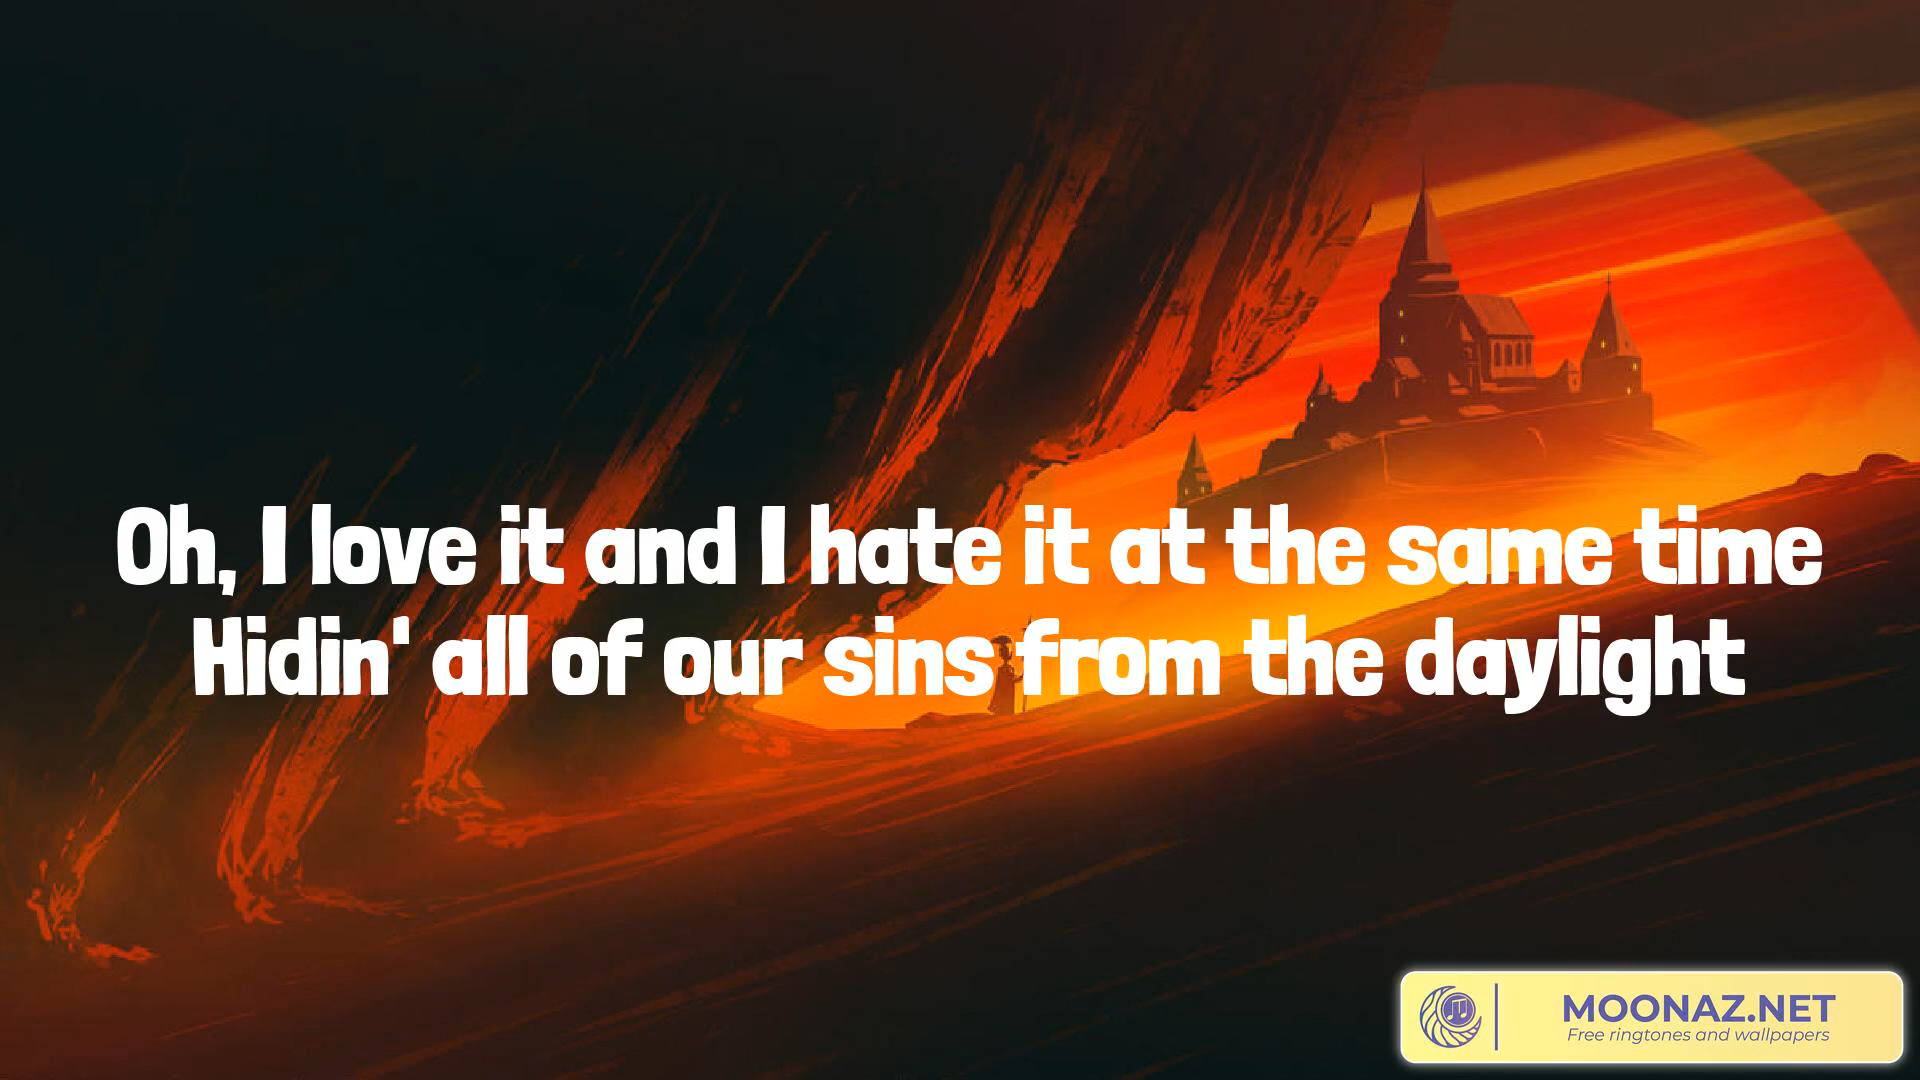 Oh, I love it and I hate it at the same time
Hidin' all of our sins from the daylight
MOONAZ.NET
Free ringtones and wallpapers